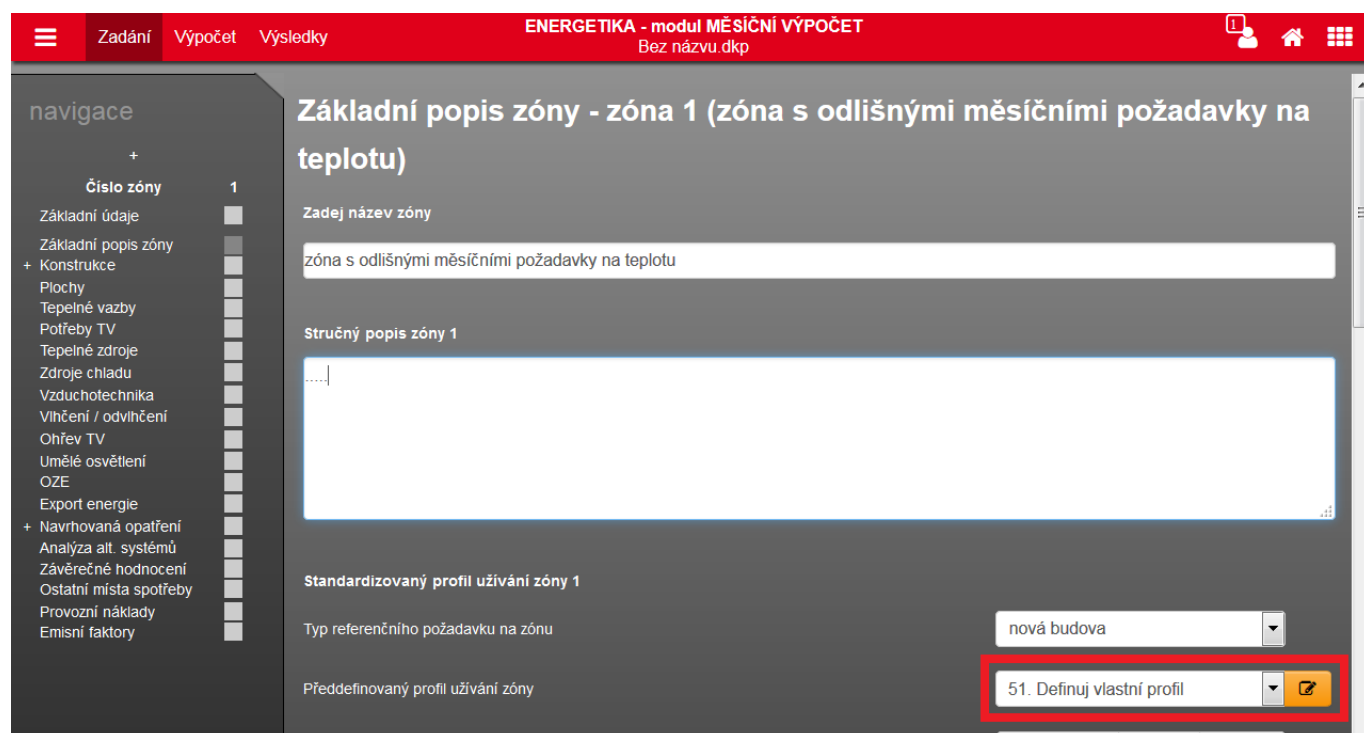 Zadání Výpočet Výsledky
ENERGETIKA - modul MĚSÍČNÍ VÝPOČET
Bez názvu.dkp
1
navigace
+
Číslo zóny 1
Základní údaje
Základní popis zóny
+ Konstrukce
Plochy
Tepelné vazby
Potřeby TV
Tepelné zdroje
Zdroje chladu
Vzduchotechnika
Vlhčení / odvlhčení
Ohřev TV
Umělé osvětlení
OZE
Export energie
+ Navrhovaná opatření
Analýza alt. systémů
Závěrečné hodnocení
Ostatní místa spotřeby
Provozní náklady
Emisní faktory
Základní popis zóny - zóna 1 (zóna s odlišnými měsíčními požadavky na
teplotu)
Zadej název zóny
zóna s odlišnými měsíčními požadavky na teplotu
Stručný popis zóny 1
.....
Standardizovaný profil užívání zóny 1
Typ referenčního požadavku na zónu
nová budova
Předdefinovaný profil užívání zóny
51. Definuj vlastní profil